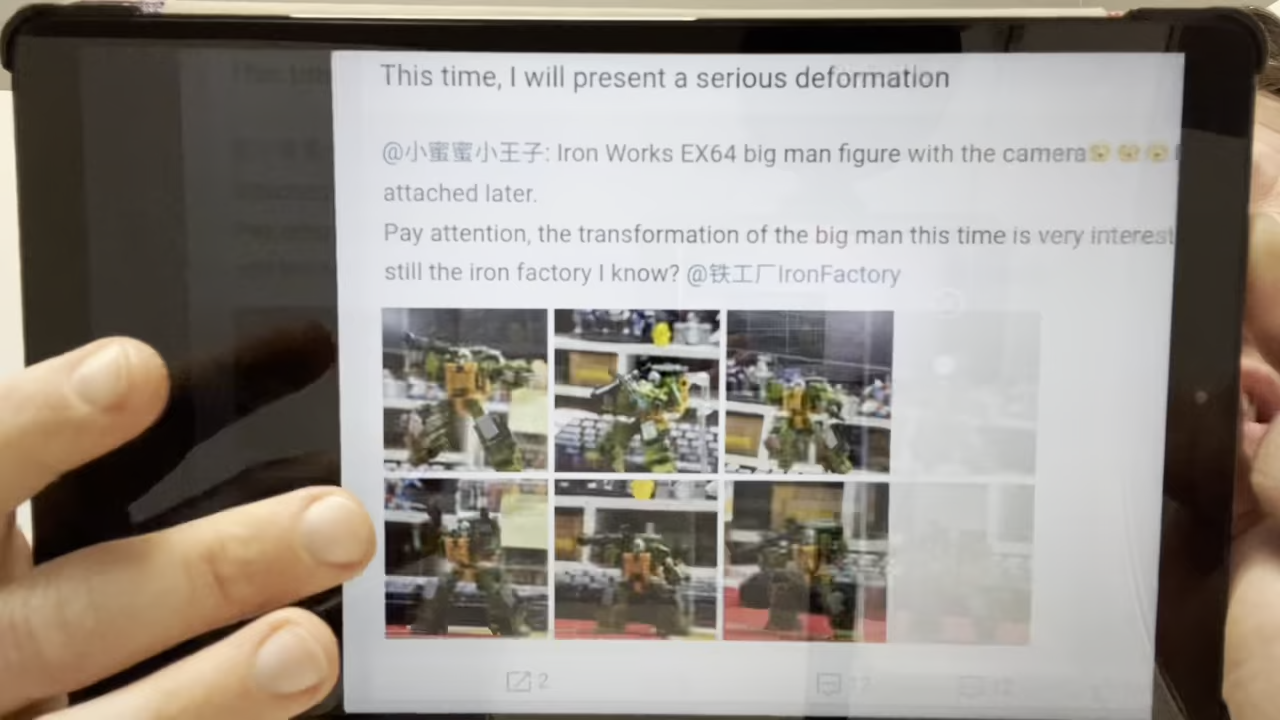 This time, I will present a serious deformation
@小蜜蜜小王子: Iron Works EX64 big man figure with the camera
attached later.
Pay attention, the transformation of the big man this time is very interest
still the iron factory I know? @铁工厂IronFactory
2
12
12